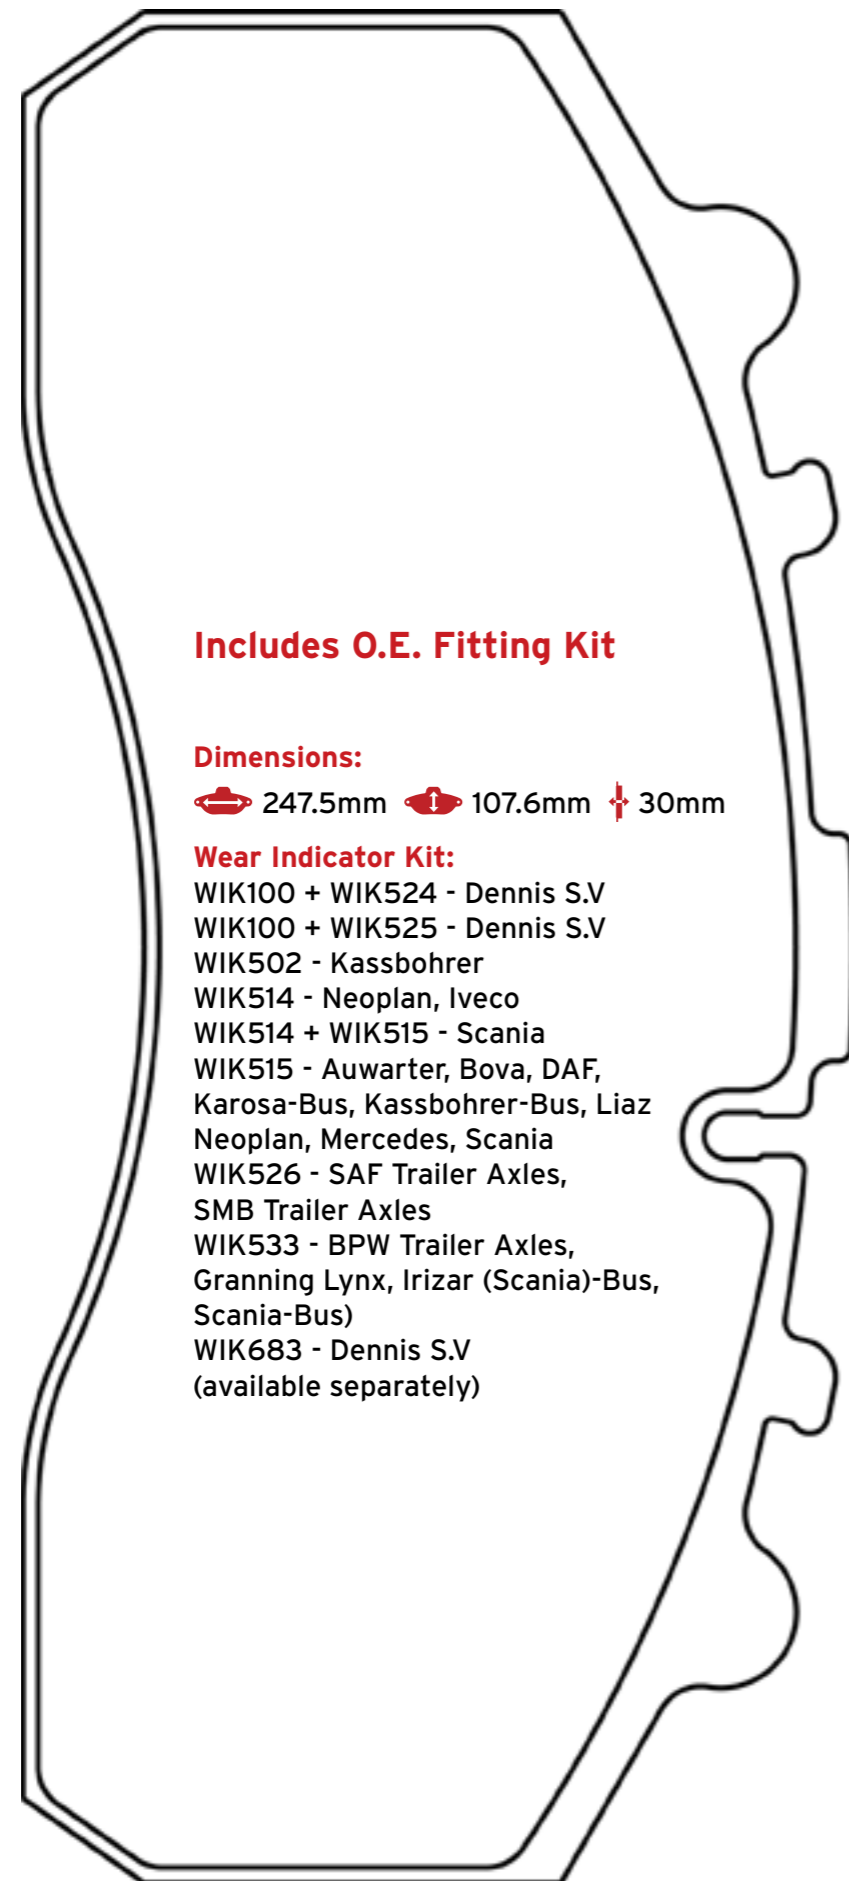 Includes O.E. Fitting Kit
Dimensions:
247.5mm 107.6mm 30mm
Wear Indicator Kit:
WIK100 + WIK524 - Dennis S.V
WIK100 + WIK525 - Dennis S.V
WIK502 - Kassbohrer
WIK514 - Neoplan, Iveco
WIK514 + WIK515 - Scania
WIK515 - Auwarter, Bova, DAF,
Karosa-Bus, Kassbohrer-Bus, Liaz
Neoplan, Mercedes, Scania
WIK526 - SAF Trailer Axles,
SMB Trailer Axles
WIK533 - BPW Trailer Axles,
Granning Lynx, Irizar (Scania)-Bus,
Scania-Bus)
WIK683 - Dennis S.V
(available separately)